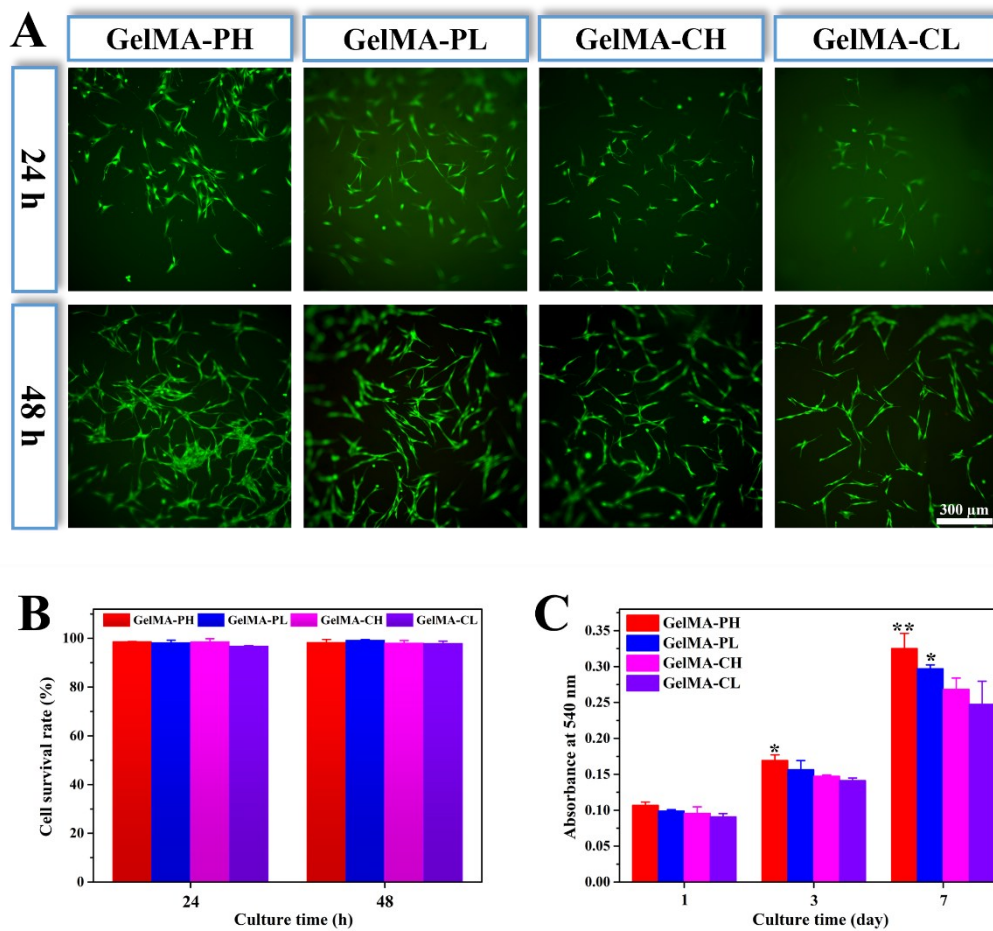 A
GelMA-PH GelMA-PL GelMA-CH GelMA-CL
24 h
48 h
300 µm
B
GelMA-PH GelMA-PL GelMA-CH GelMA-CL
100
80
60
40
20
0
Cell survival rate (%)
24 48
Culture time (h)
C
GelMA-PH
GelMA-PL
GelMA-CH
GelMA-CL
** *
*
0.35
0.30
0.25
0.20
0.15
0.10
0.05
0.00
Absorbance at 540 nm
1 3 7
Culture time (day)